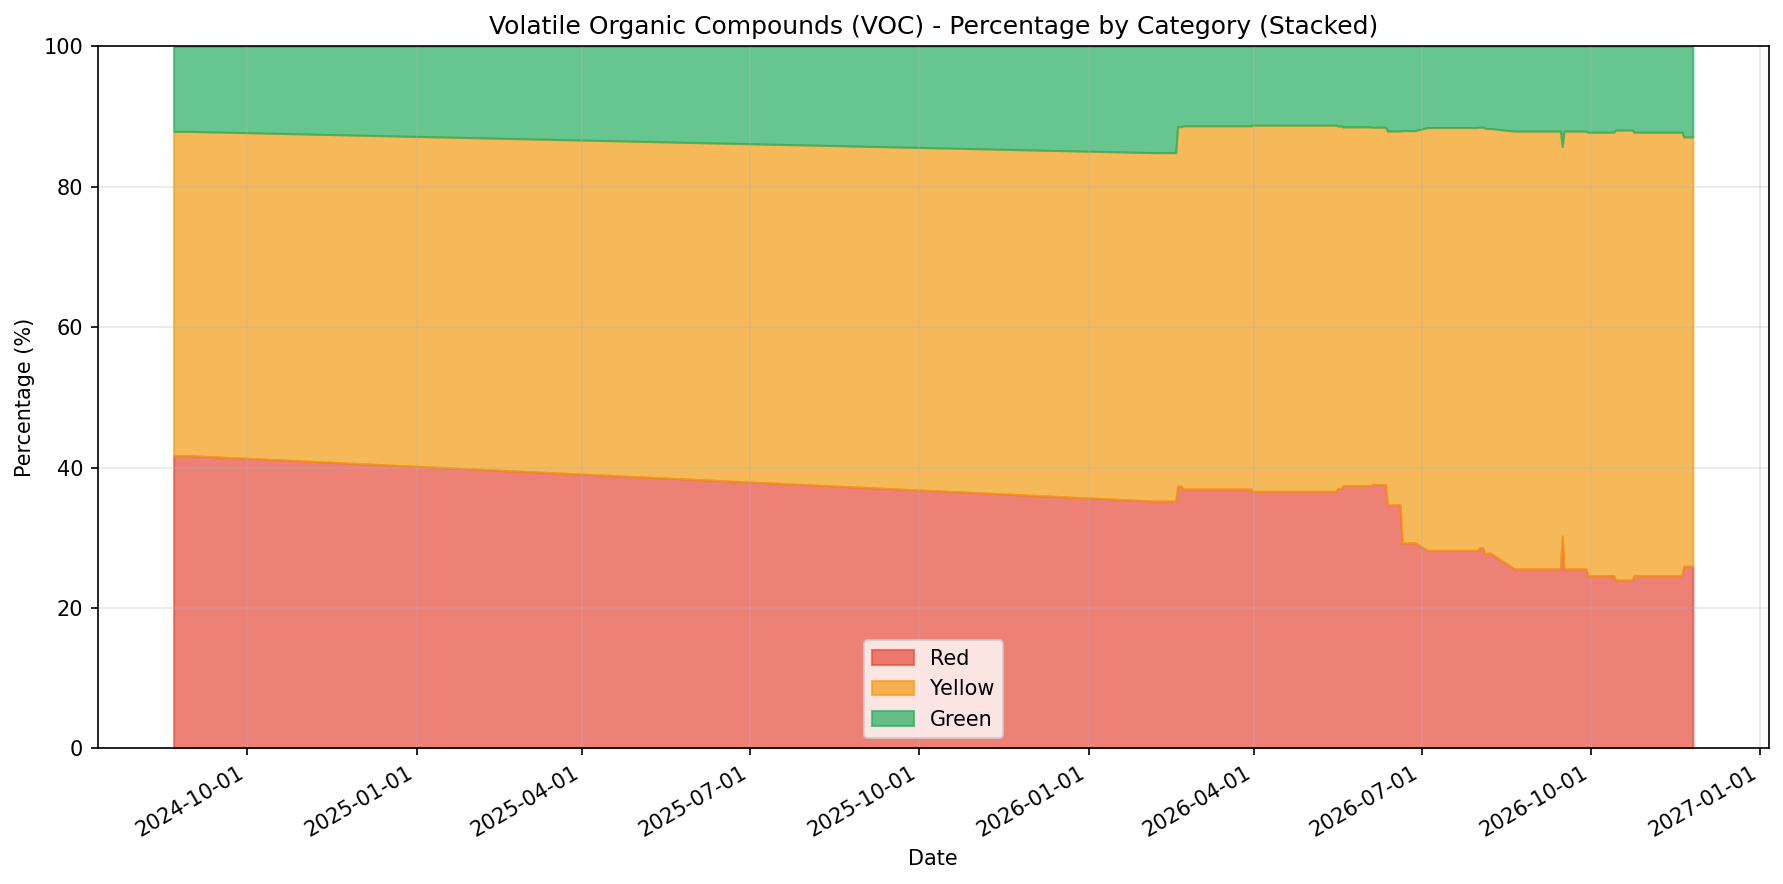 Volatile Organic Compounds (VOC) - Percentage by Category (Stacked)
100
80
60
40
20
0
Percentage (%)
Red
Yellow
Green
2024-10-01
2025-01-01
2025-04-01
2025-07-01
2025-10-01
2026-01-01
2026-04-01
2026-07-01
2026-10-01
2027-01-01
Date